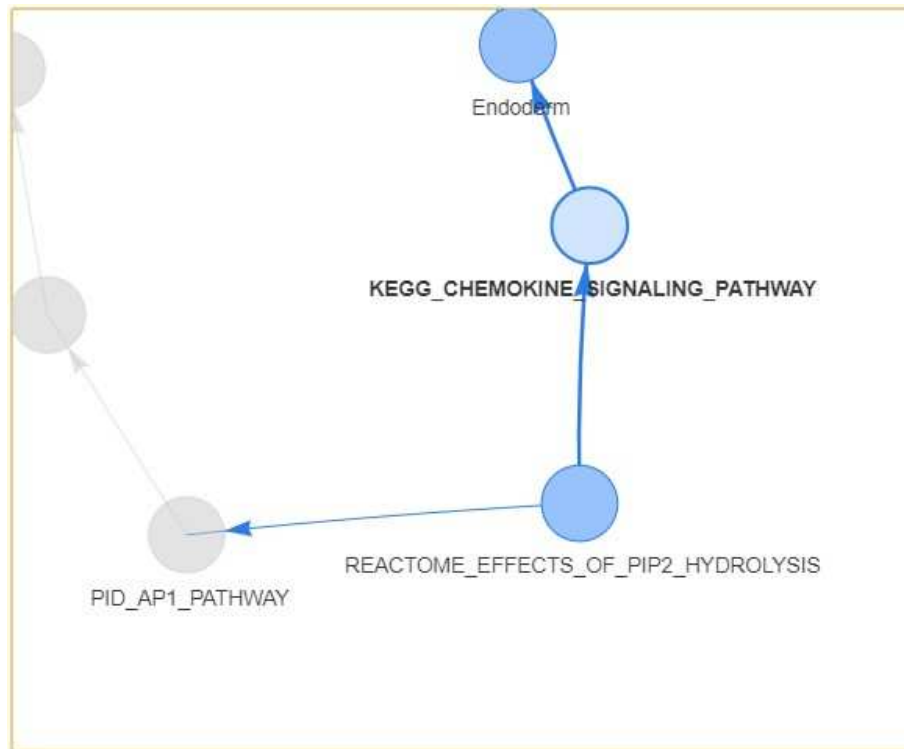 Endoderm
KEGG_CHEMOKINE_SIGNALING_PATHWAY
REACTOME_EFFECTS_OF_PIP2_HYDROLYSIS
PID_AP1_PATHWAY